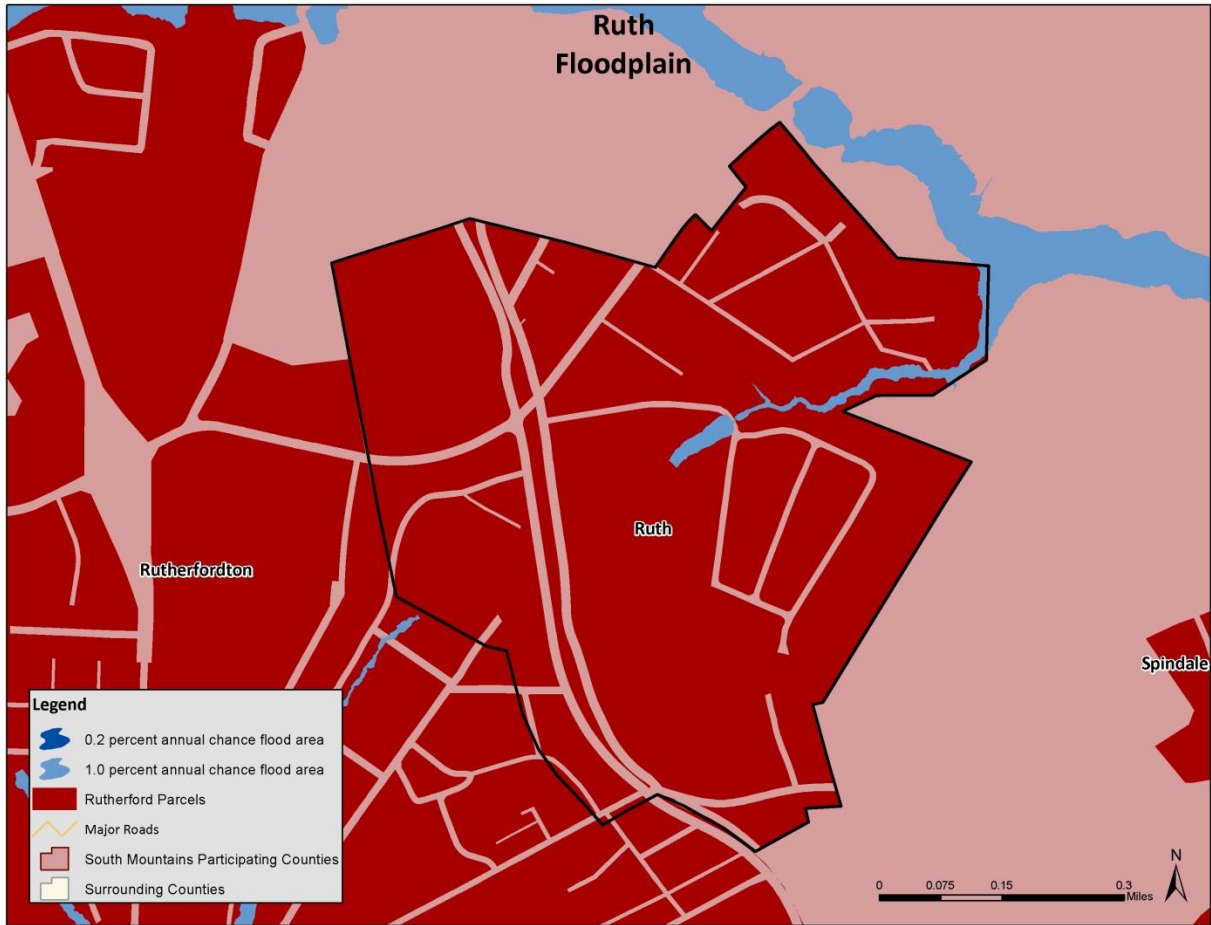 Ruth
Floodplain
Ruth
Rutherfordton
Spindale
Legend
0.2 percent annual chance flood area
1.0 percent annual chance flood area
Rutherford Parcels
Major Roads
South Mountains Participating Counties
Surrounding Counties
N
0 0.075 0.15 0.3
Miles